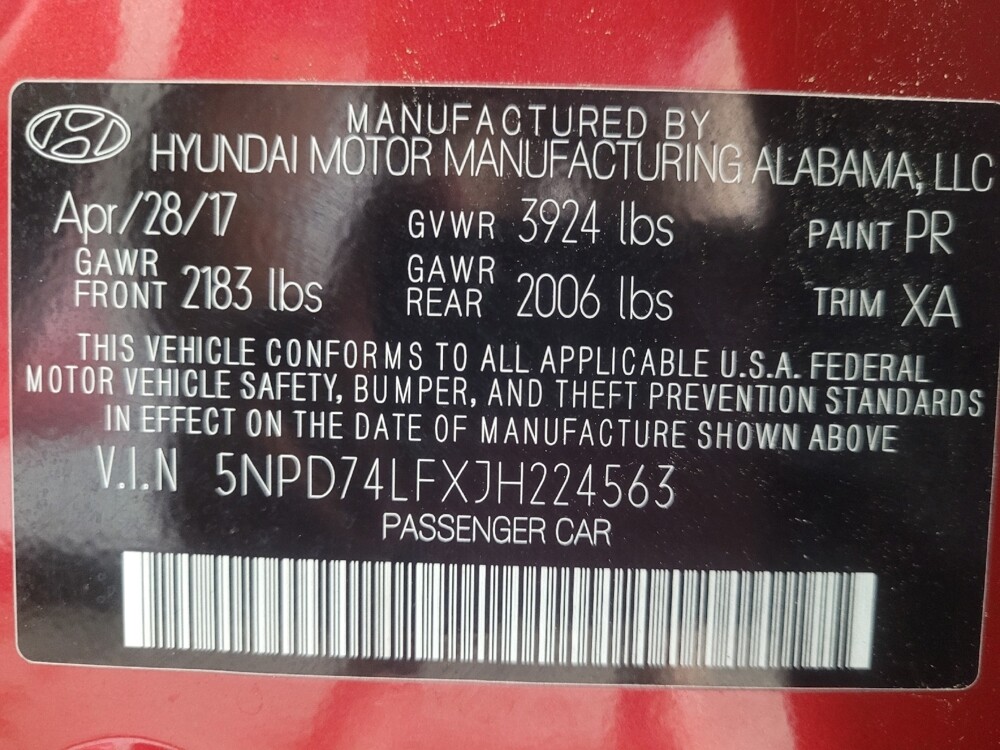 MANUFACTURED BY
HYUNDAI MOTOR MANUFACTURING ALABAMA, LLC
Apr/28/17 GVWR 3924 lbs PAINT PR
GAWR FRONT 2183 lbs GAWR REAR 2006 lbs TRIM XA
THIS VEHICLE CONFORMS TO ALL APPLICABLE U.S.A. FEDERAL
MOTOR VEHICLE SAFETY, BUMPER, AND THEFT PREVENTION STANDARDS
IN EFFECT ON THE DATE OF MANUFACTURE SHOWN ABOVE
V.I.N 5NPD74LFXJH224563
PASSENGER CAR